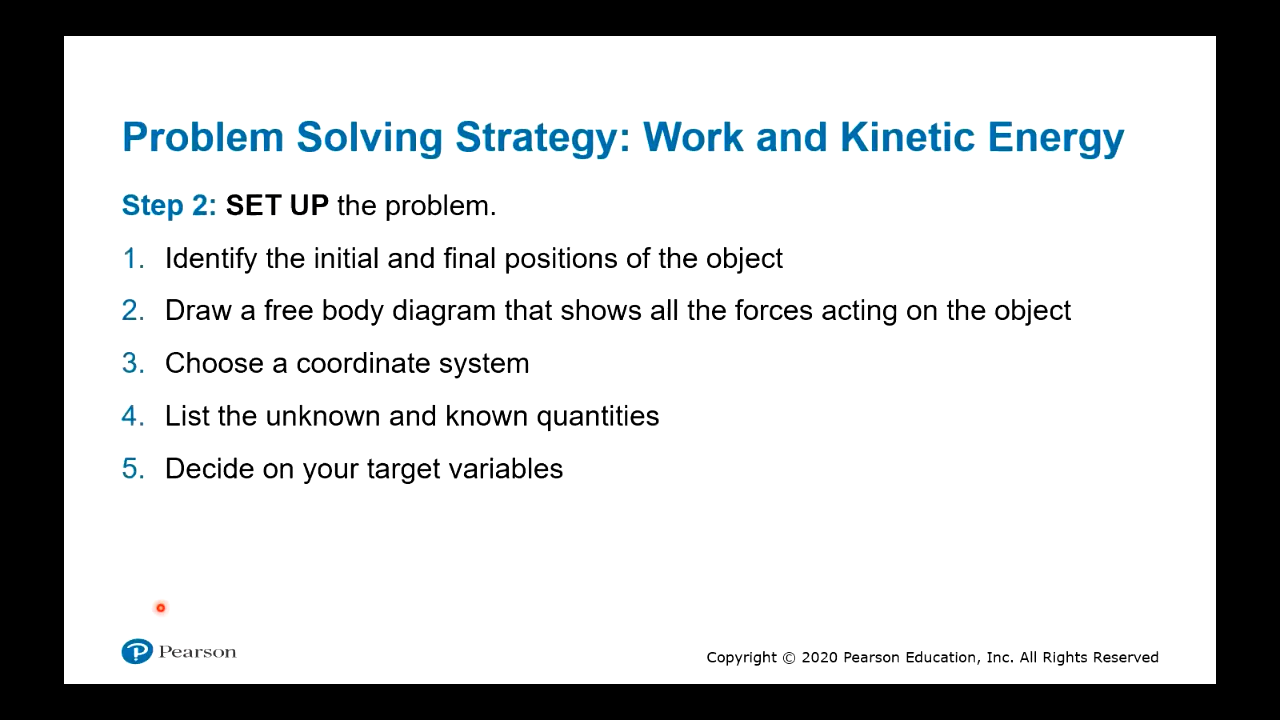 Problem Solving Strategy: Work and Kinetic Energy
Step 2: SET UP the problem.
1. Identify the initial and final positions of the object
2. Draw a free body diagram that shows all the forces acting on the object
3. Choose a coordinate system
4. List the unknown and known quantities
5. Decide on your target variables
Pearson
Copyright © 2020 Pearson Education, Inc. All Rights Reserved